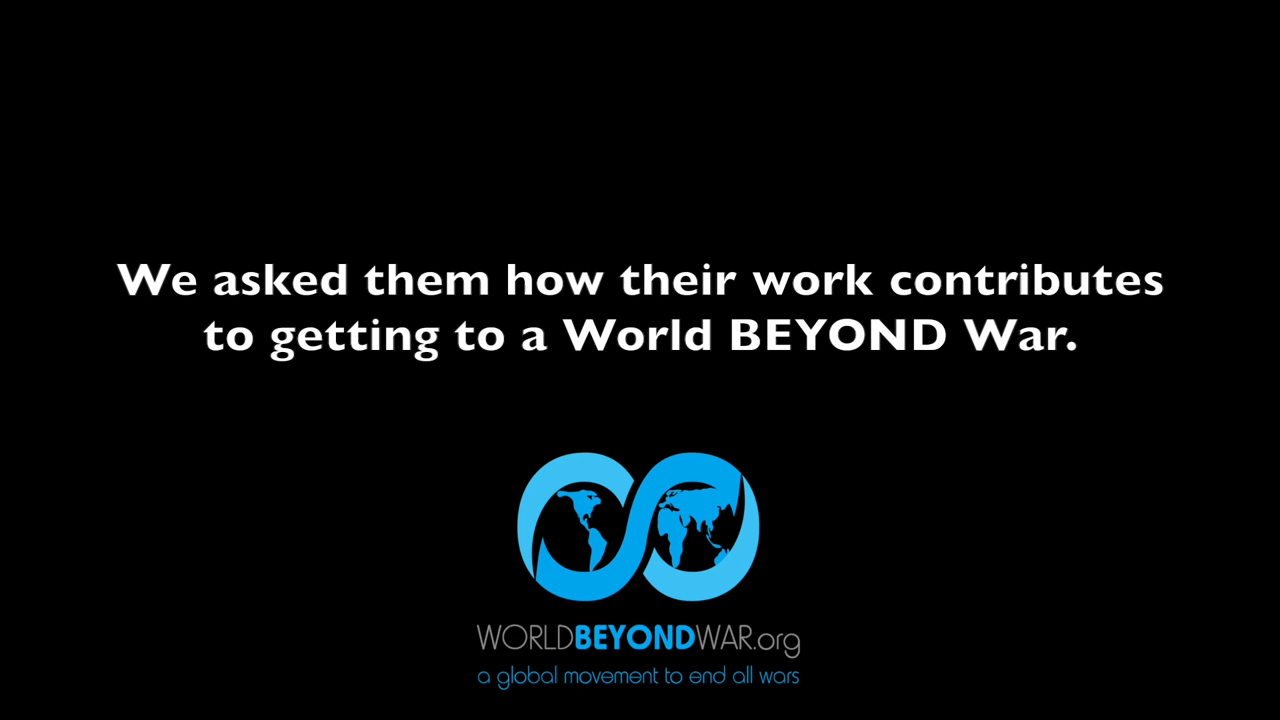 We asked them how their work contributes
to getting to a World BEYOND War.
WORLDBEYONDWAR.org
a global movement to end all wars